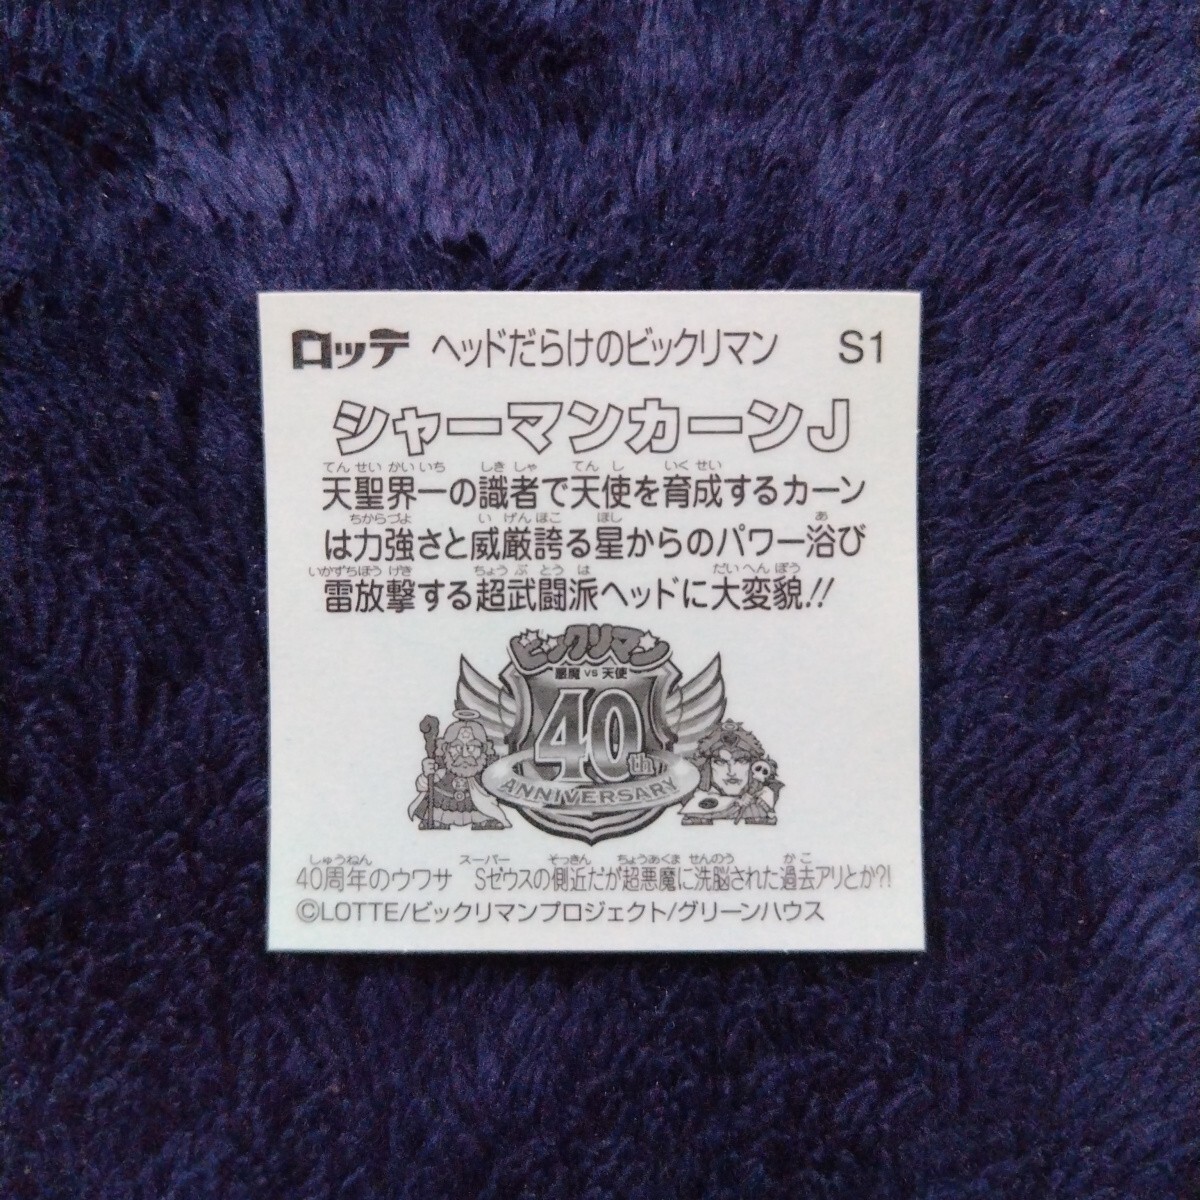 ロッテ ヘッドだらけのビックリマン S1
シャーマンカーンJ
てん せい かい いち しき しゃ てん し いく せい
天聖界一の識者で天使を育成するカーン
ちからづよ い げん ほこ ほし あ
は力強さと威厳誇る星からのパワー浴び
いかずちほう げき ちょう ぶ とう は だい へん ぼう
雷放撃する超武闘派ヘッドに大変貌!!
ビックリマン
悪魔 VS 天使
40th
ANNIVERSARY
しゅうねん スーパー そっきん ちょうあくま せんのう かこ
40周年のウワサ Sゼウスの側近だが超悪魔に洗脳された過去アリとか?!
©LOTTE/ビックリマンプロジェクト/グリーンハウス